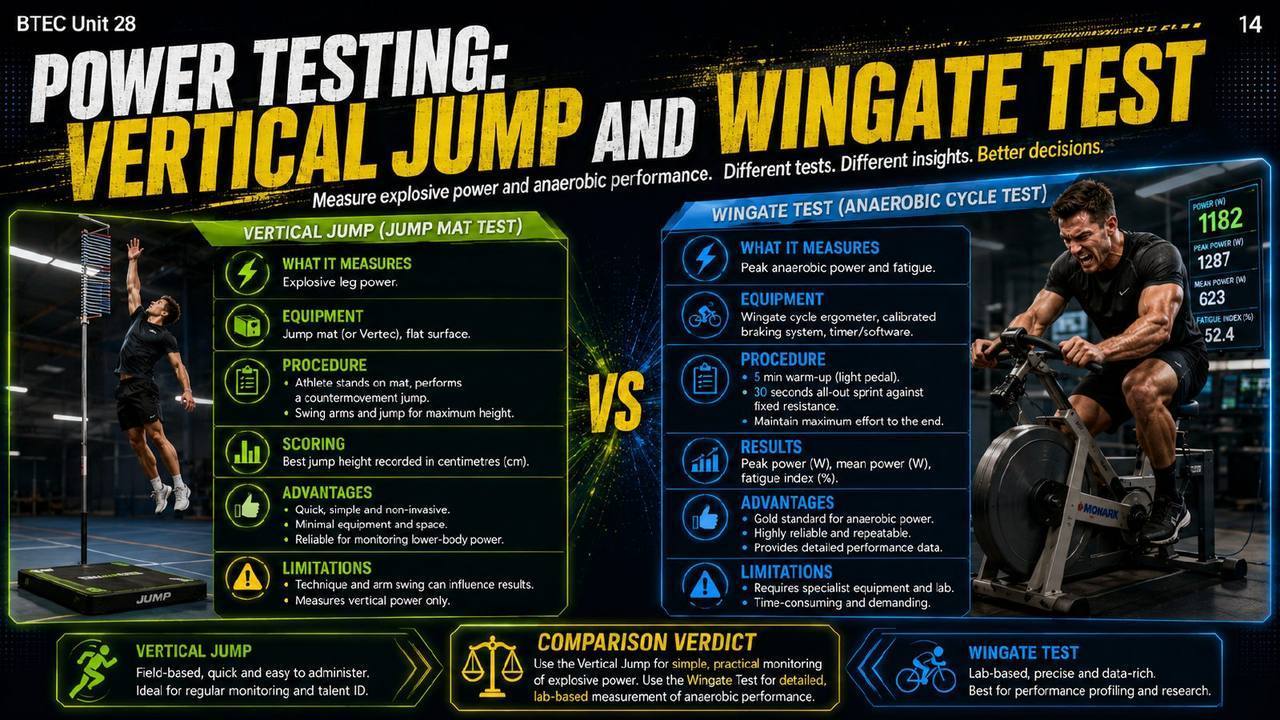 BTEC Unit 28
14
POWER TESTING:
VERTICAL JUMP AND WINGATE TEST
Measure explosive power and anaerobic performance. Different tests. Different insights. Better decisions.
VERTICAL JUMP (JUMP MAT TEST)
WHAT IT MEASURES
Explosive leg power.
EQUIPMENT
Jump mat (or Vertec), flat surface.
PROCEDURE
• Athlete stands on mat, performs
a countermovement jump.
• Swing arms and jump for maximum height.
SCORING
Best jump height recorded in centimetres (cm).
ADVANTAGES
• Quick, simple and non-invasive.
• Minimal equipment and space.
• Reliable for monitoring lower-body power.
LIMITATIONS
• Technique and arm swing can influence results.
• Measures vertical power only.
JUMP
VS
WINGATE TEST (ANAEROBIC CYCLE TEST)
WHAT IT MEASURES
Peak anaerobic power and fatigue.
EQUIPMENT
Wingate cycle ergometer, calibrated
braking system, timer/software.
PROCEDURE
• 5 min warm-up (light pedal).
• 30 seconds all-out sprint against
fixed resistance.
• Maintain maximum effort to the end.
RESULTS
Peak power (W), mean power (W),
fatigue index (%).
ADVANTAGES
• Gold standard for anaerobic power.
• Highly reliable and repeatable.
• Provides detailed performance data.
LIMITATIONS
• Requires specialist equipment and lab.
• Time-consuming and demanding.
POWER (W)
1182
PEAK POWER (W)
1287
MEAN POWER (W)
623
FATIGUE INDEX (%)
52.4
MONARK
VERTICAL JUMP
Field-based, quick and easy to administer.
Ideal for regular monitoring and talent ID.
COMPARISON VERDICT
Use the Vertical Jump for simple, practical monitoring
of explosive power. Use the Wingate Test for detailed,
lab-based measurement of anaerobic performance.
WINGATE TEST
Lab-based, precise and data-rich.
Best for performance profiling and research.